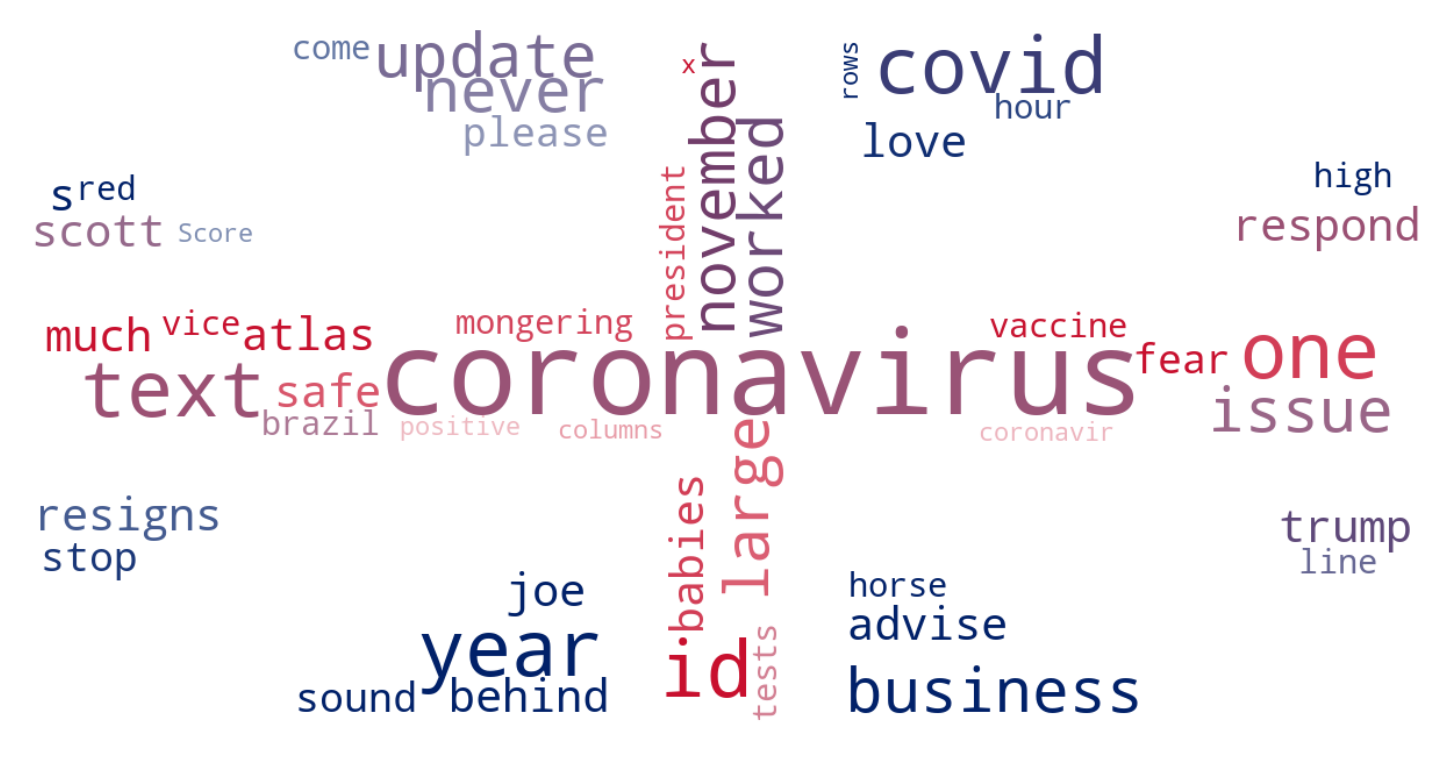 come
update
never
please
x
november
worked
president
rows
covid
hour
love
high
respond
s
red
scott
Score
much
vice
atlas
mongering
vaccine
fear
one
text
safe
coronavirus
issue
brazil
positive
columns
coronavir
large
babies
resigns
stop
trump
line
joe
year
sound
behind
id
tests
horse
advise
business